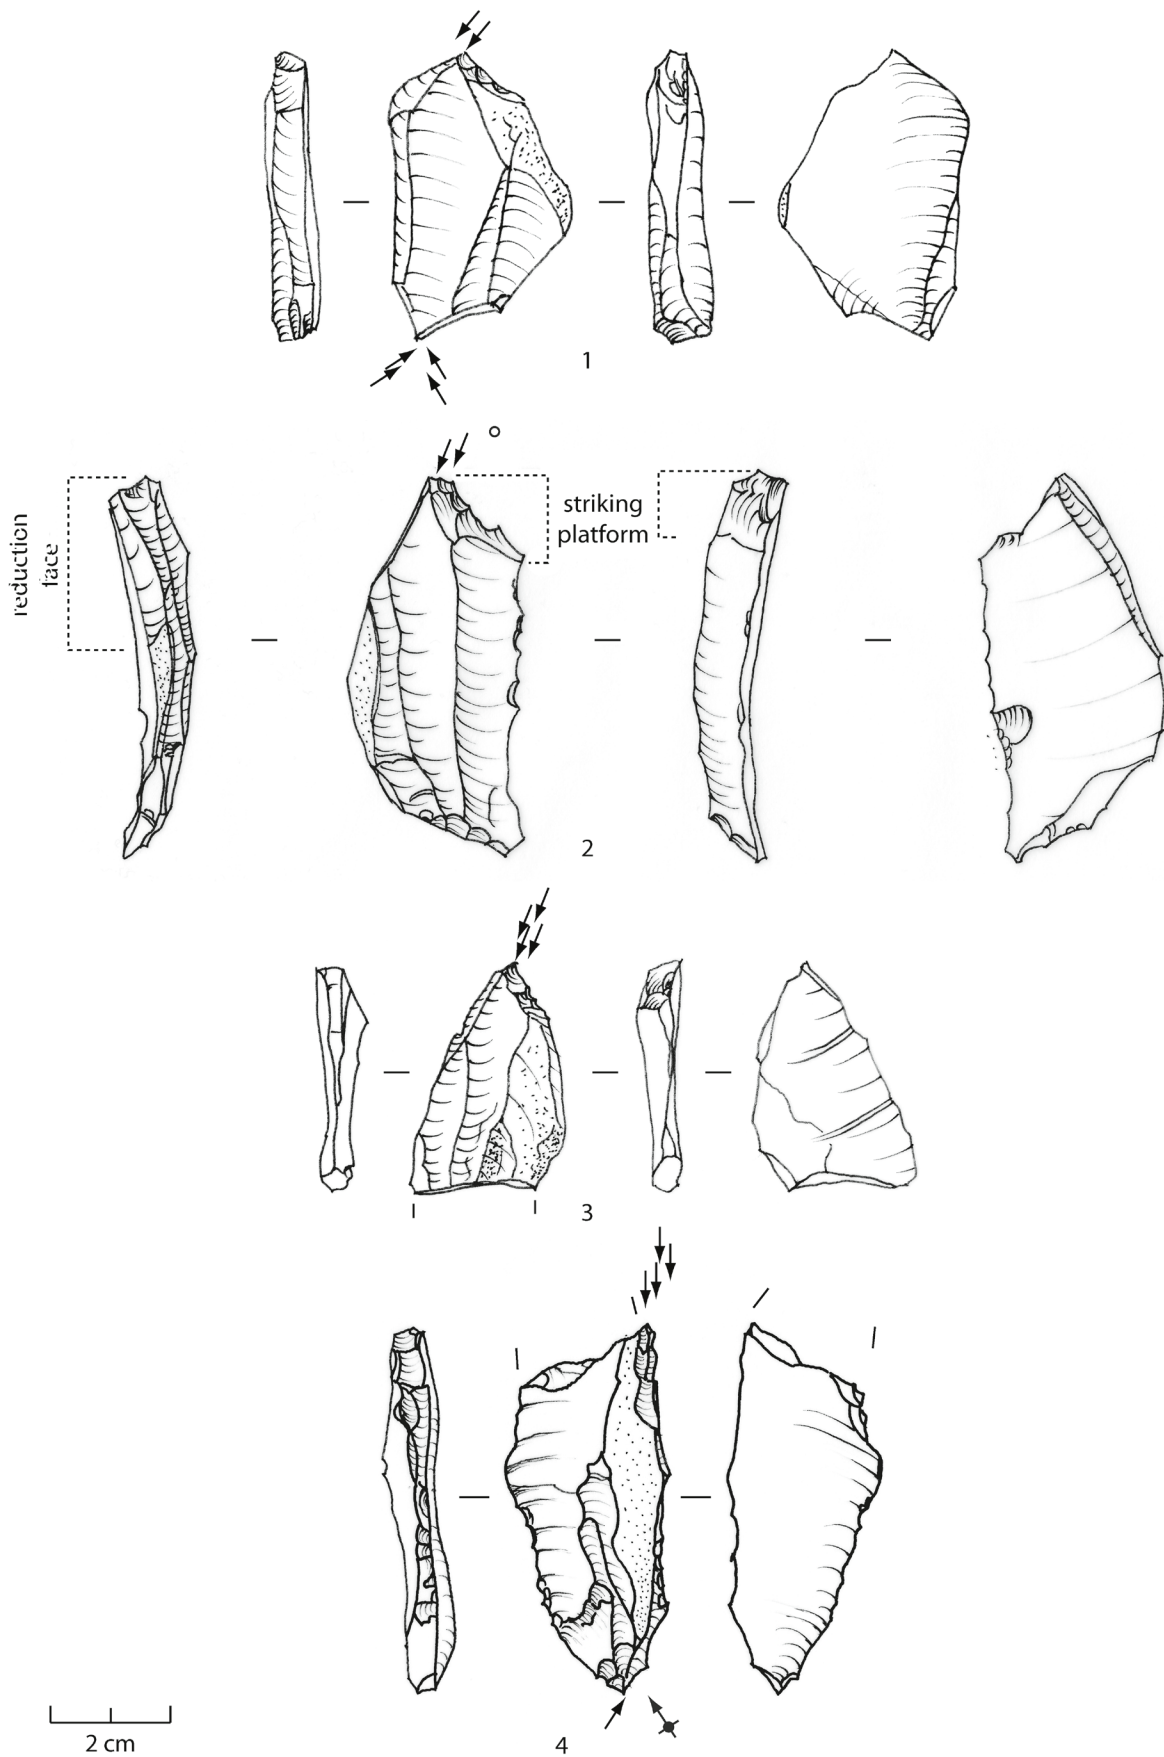 1
striking
platform
reduction
face
2
3
2 cm
4